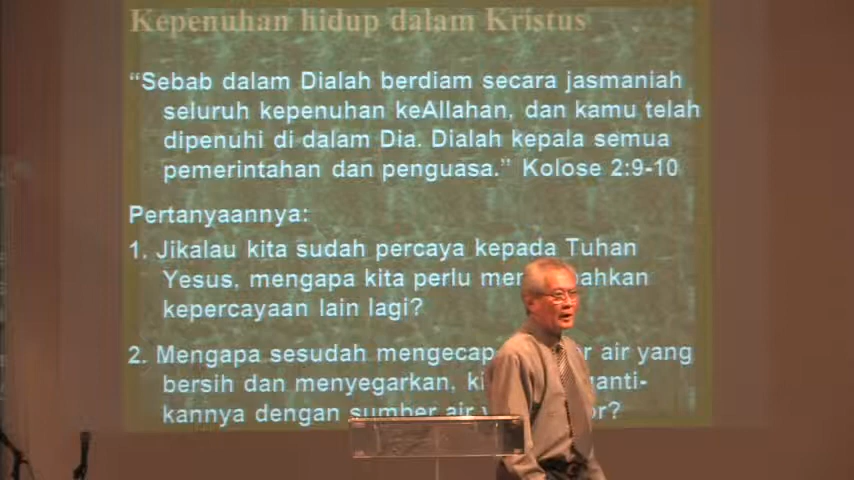 Kepenuhan hidup dalam Kristus
“Sebab dalam Dialah berdiam secara jasmaniah
seluruh kepenuhan keAllahan, dan kamu telah
dipenuhi di dalam Dia. Dialah kepala semua
pemerintahan dan penguasa.” Kolose 2:9-10
Pertanyaannya:
1. Jikalau kita sudah percaya kepada Tuhan
Yesus, mengapa kita perlu
kepercayaan lain lagi?
2. Mengapa sesudah air yang
bersih dan menyegarkan,
kannya dengan sumber air